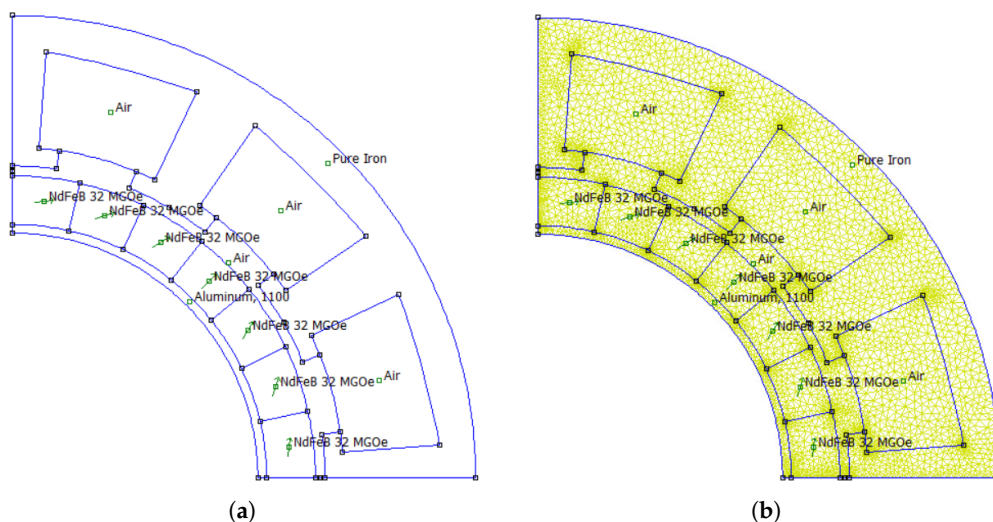 Air
Pure Iron
NdFeB 32 MGOe
NdFeB 32 MGOe
Air
NdFeB 32 MGOe
Air
NdFeB 32 MGOe
Aluminum, 1100
NdFeB 32 MGOe
NdFeB 32 MGOe
Air
NdFeB 32 MGOe
(a)
Air
Pure Iron
NdFeB 32 MGOe
NdFeB 32 MGOe
Air
NdFeB 32 MGOe
Air
NdFeB 32 MGOe
Aluminum, 1100
NdFeB 32 MGOe
NdFeB 32 MGOe
Air
NdFeB 32 MGOe
(b)